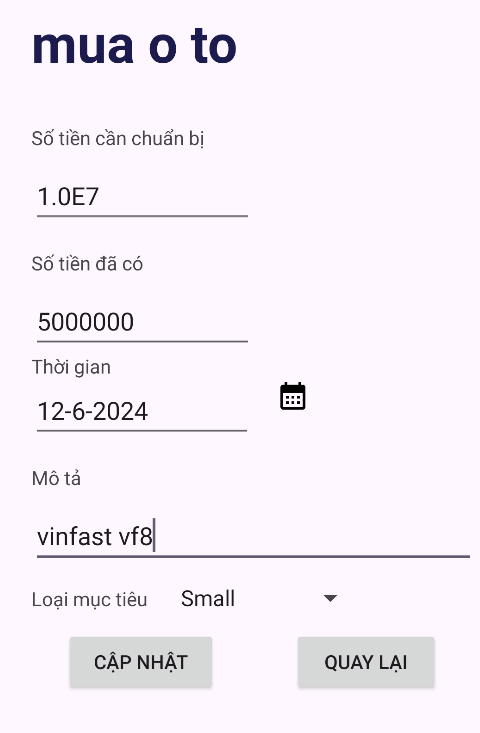 mua o to
Số tiền cần chuẩn bị
1.0E7
Số tiền đã có
5000000
Thời gian
12-6-2024
Mô tả
vinfast vf8
Loại mục tiêu Small
CẬP NHẬT QUAY LẠI